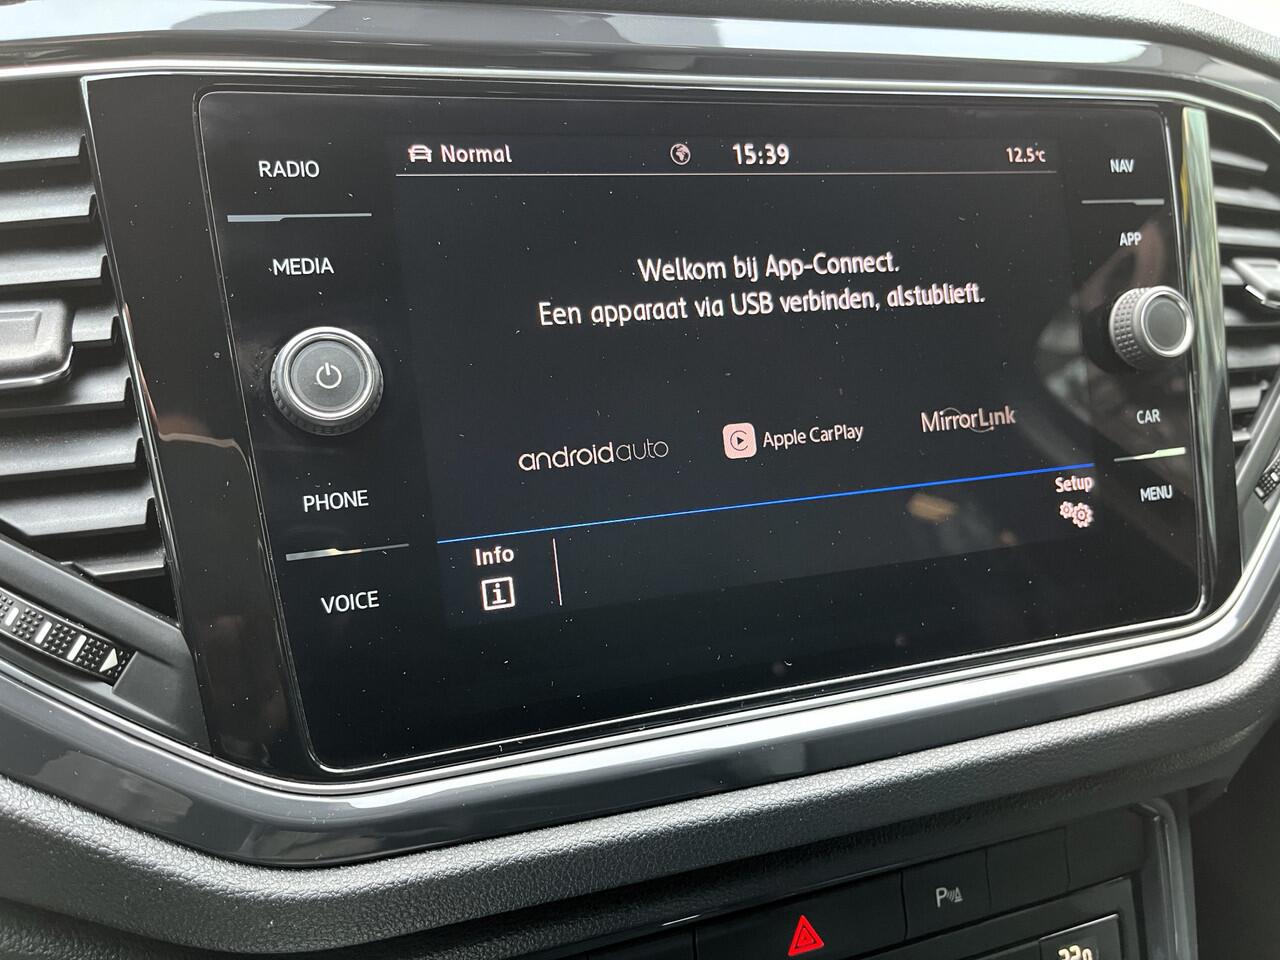 RADIO
MEDIA
PHONE
VOICE
Normal
15:39
12.5°C
Welkom bij App-Connect.
Een apparaat via USB verbinden, alstublieft.
androidauto
Apple CarPlay
MirrorLink
Info
Setup
NAV
APP
CAR
MENU
P